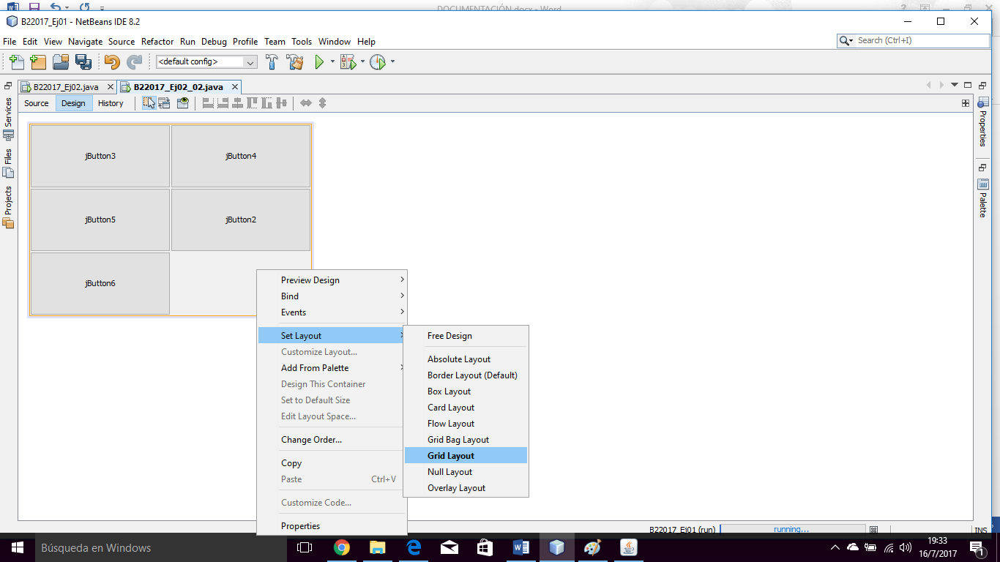 DOCUMENTACIÓN.docx - Word
B22017_Ej01 - NetBeans IDE 8.2
File Edit View Navigate Source Refactor Run Debug Profile Team Tools Window Help
Search (Ctrl+I)
<default config>
B22017_Ej02.java
B22017_Ej02_02.java
Source Design History
Services
Files
Projects
Properties
Palette
jButton3
jButton4
jButton5
jButton2
jButton6
Preview Design
Bind
Events
Set Layout
Customize Layout...
Add From Palette
Design This Container
Set to Default Size
Edit Layout Space...
Change Order...
Copy
Paste Ctrl+V
Customize Code...
Properties
Free Design
Absolute Layout
Border Layout (Default)
Box Layout
Card Layout
Flow Layout
Grid Bag Layout
Grid Layout
Null Layout
Overlay Layout
B22017_Ej01 (run)
running...
INS
Búsqueda en Windows
19:33
16/7/2017
1